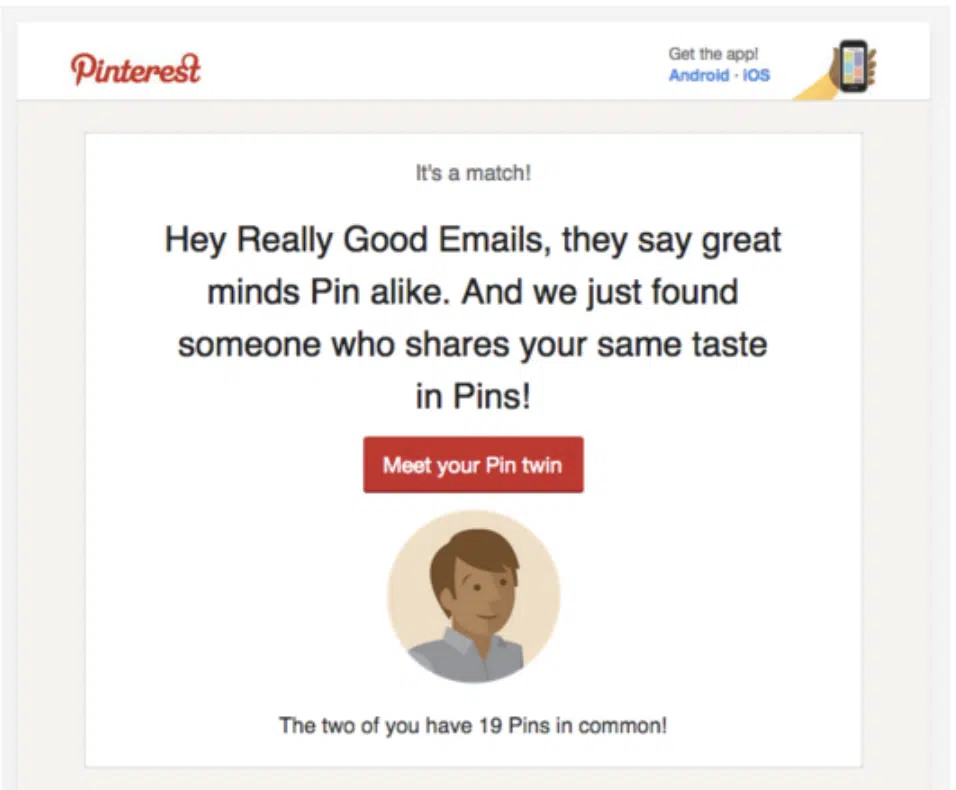 Pinterest
Get the app!
Android · iOS
It's a match!
Hey Really Good Emails, they say great
minds Pin alike. And we just found
someone who shares your same taste
in Pins!
Meet your Pin twin
The two of you have 19 Pins in common!